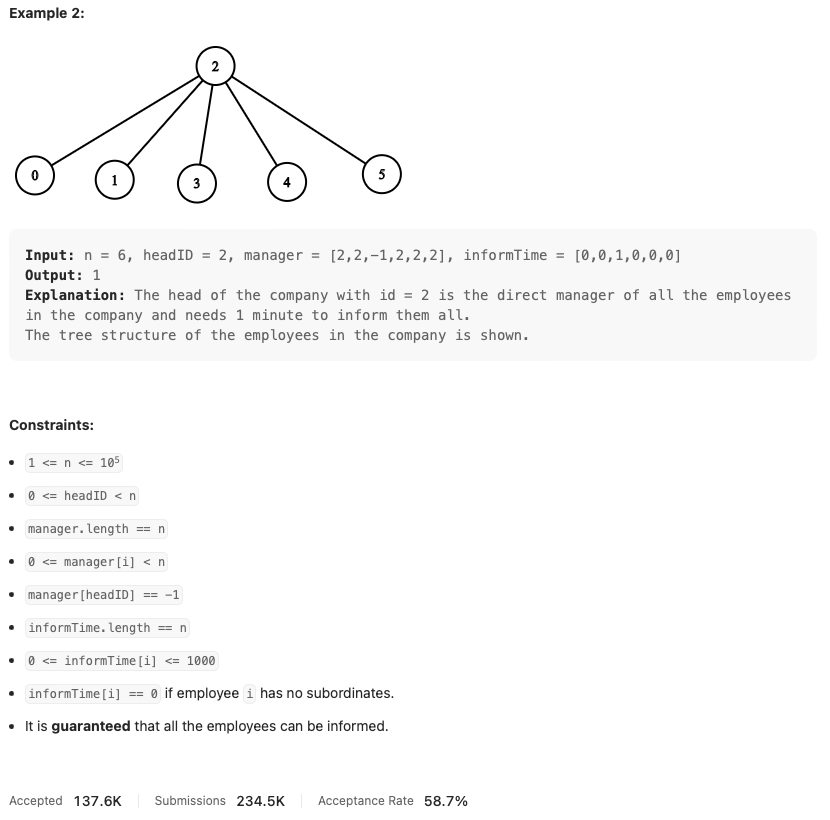 Example 2:
2
0
1
3
4
5
Input: n = 6, headID = 2, manager = [2,2,-1,2,2,2], informTime = [0,0,1,0,0,0]
Output: 1
Explanation: The head of the company with id = 2 is the direct manager of all the employees
in the company and needs 1 minute to inform them all.
The tree structure of the employees in the company is shown.
Constraints:
• 1 <= n <= 10⁵
• 0 <= headID < n
• manager.length == n
• 0 <= manager[i] < n
• manager[headID] == -1
• informTime.length == n
• 0 <= informTime[i] <= 1000
• informTime[i] == 0 if employee i has no subordinates.
• It is guaranteed that all the employees can be informed.
Accepted 137.6K Submissions 234.5K Acceptance Rate 58.7%